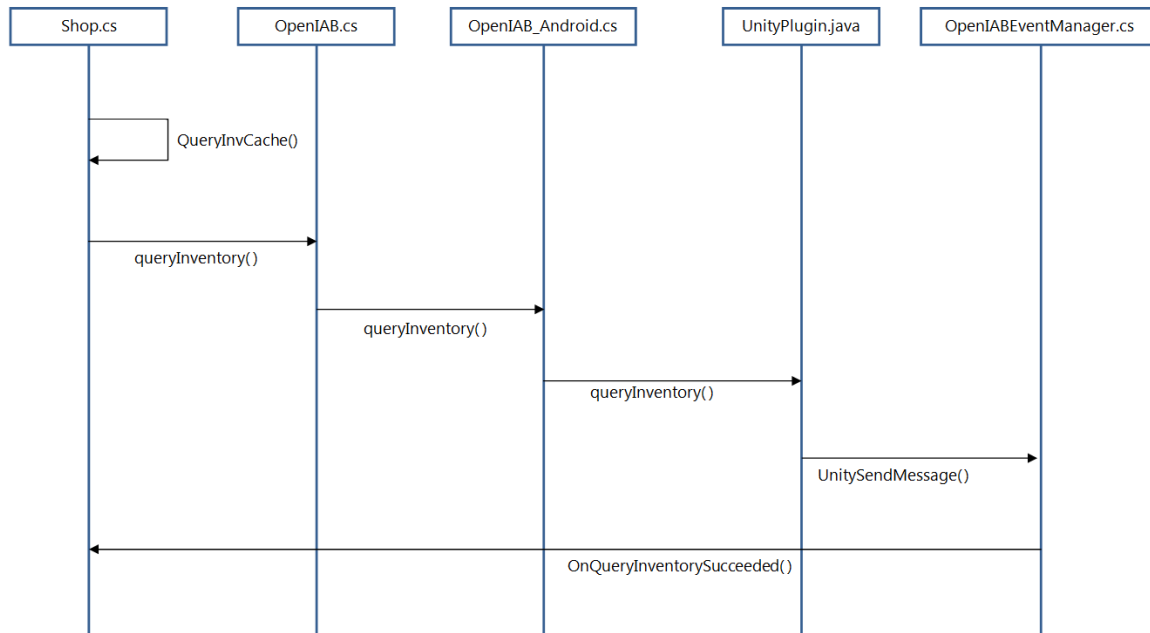 Shop.cs
OpenIAB.cs
OpenIAB_Android.cs
UnityPlugin.java
OpenIABEventManager.cs
QueryInvCache()
queryInventory()
queryInventory()
queryInventory()
UnitySendMessage()
OnQueryInventorySucceeded()